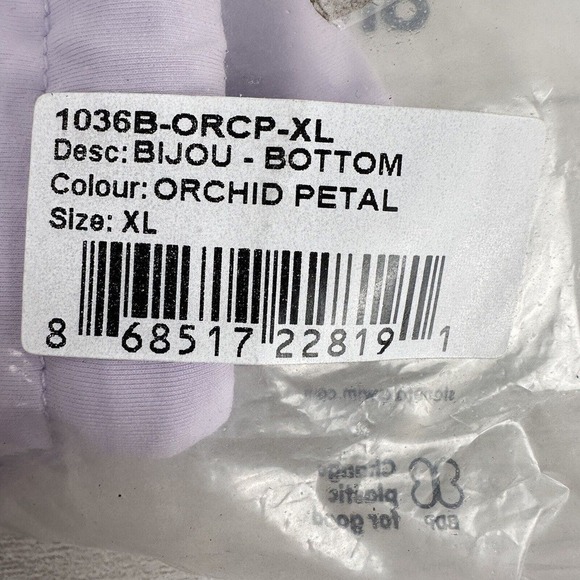 1036B-ORCP-XL
Desc: BIJOU - BOTTOM
Colour: ORCHID PETAL
Size: XL
8 68517 22819 1
Change
plastic
for good
EDP